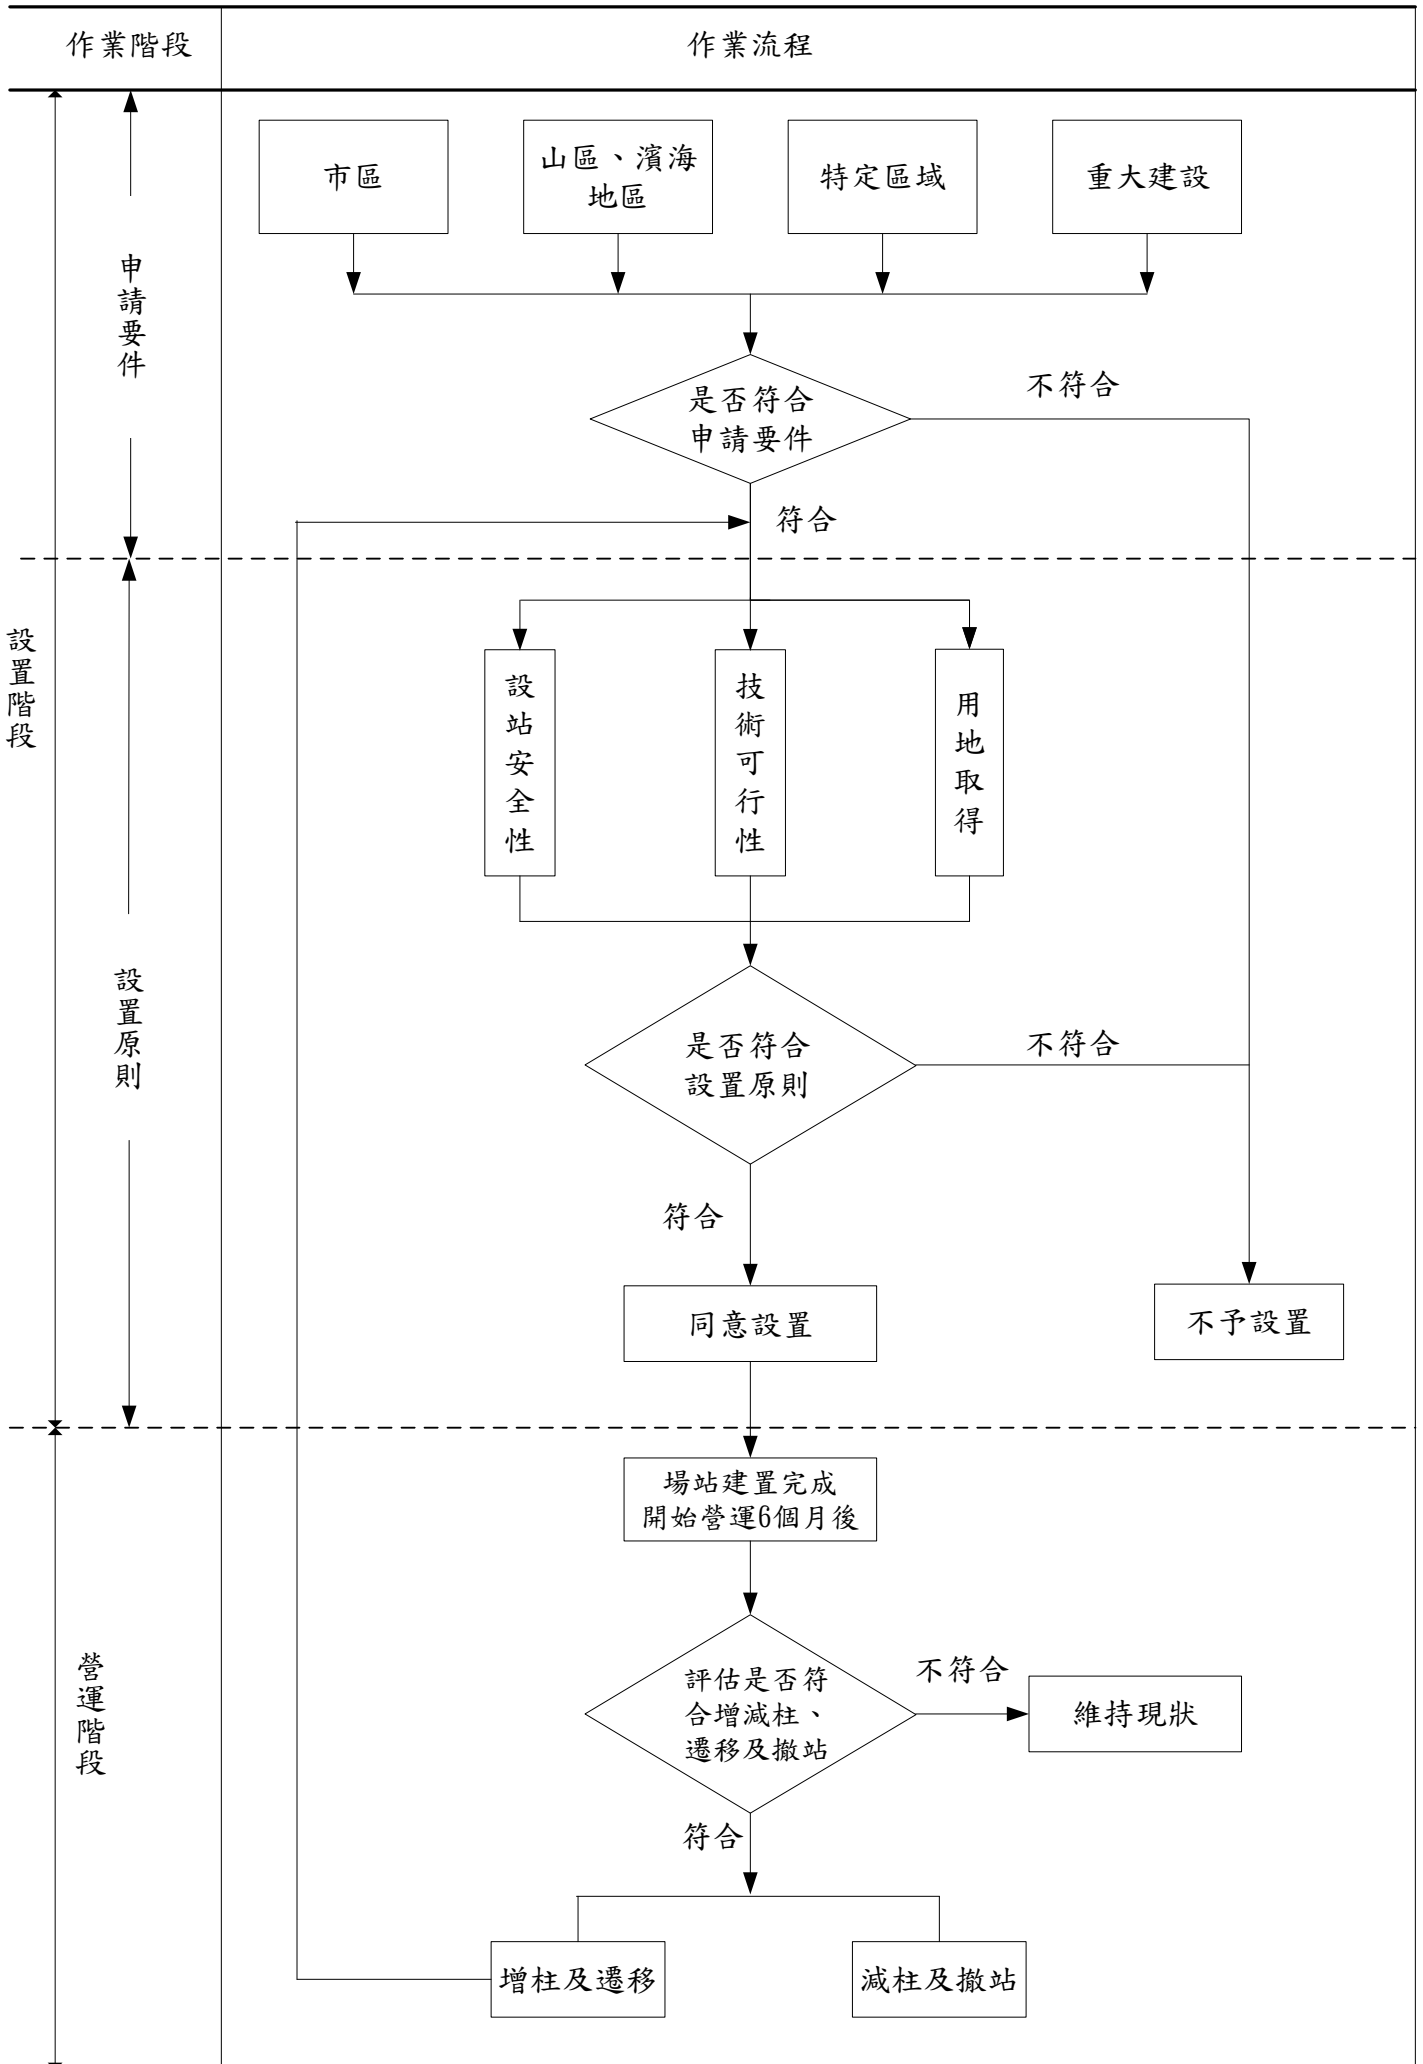 作業階段
作業流程
市區
山區、濱海
地區
特定區域
重大建設
申請要件
是否符合
申請要件
不符合
符合
設置階段
設站安全性
技術可行性
用地取得
設置原則
是否符合
設置原則
不符合
符合
同意設置
不予設置
場站建置完成
開始營運6個月後
營運階段
評估是否符
合增減柱、
遷移及撤站
不符合
維持現狀
符合
增柱及遷移
減柱及撤站